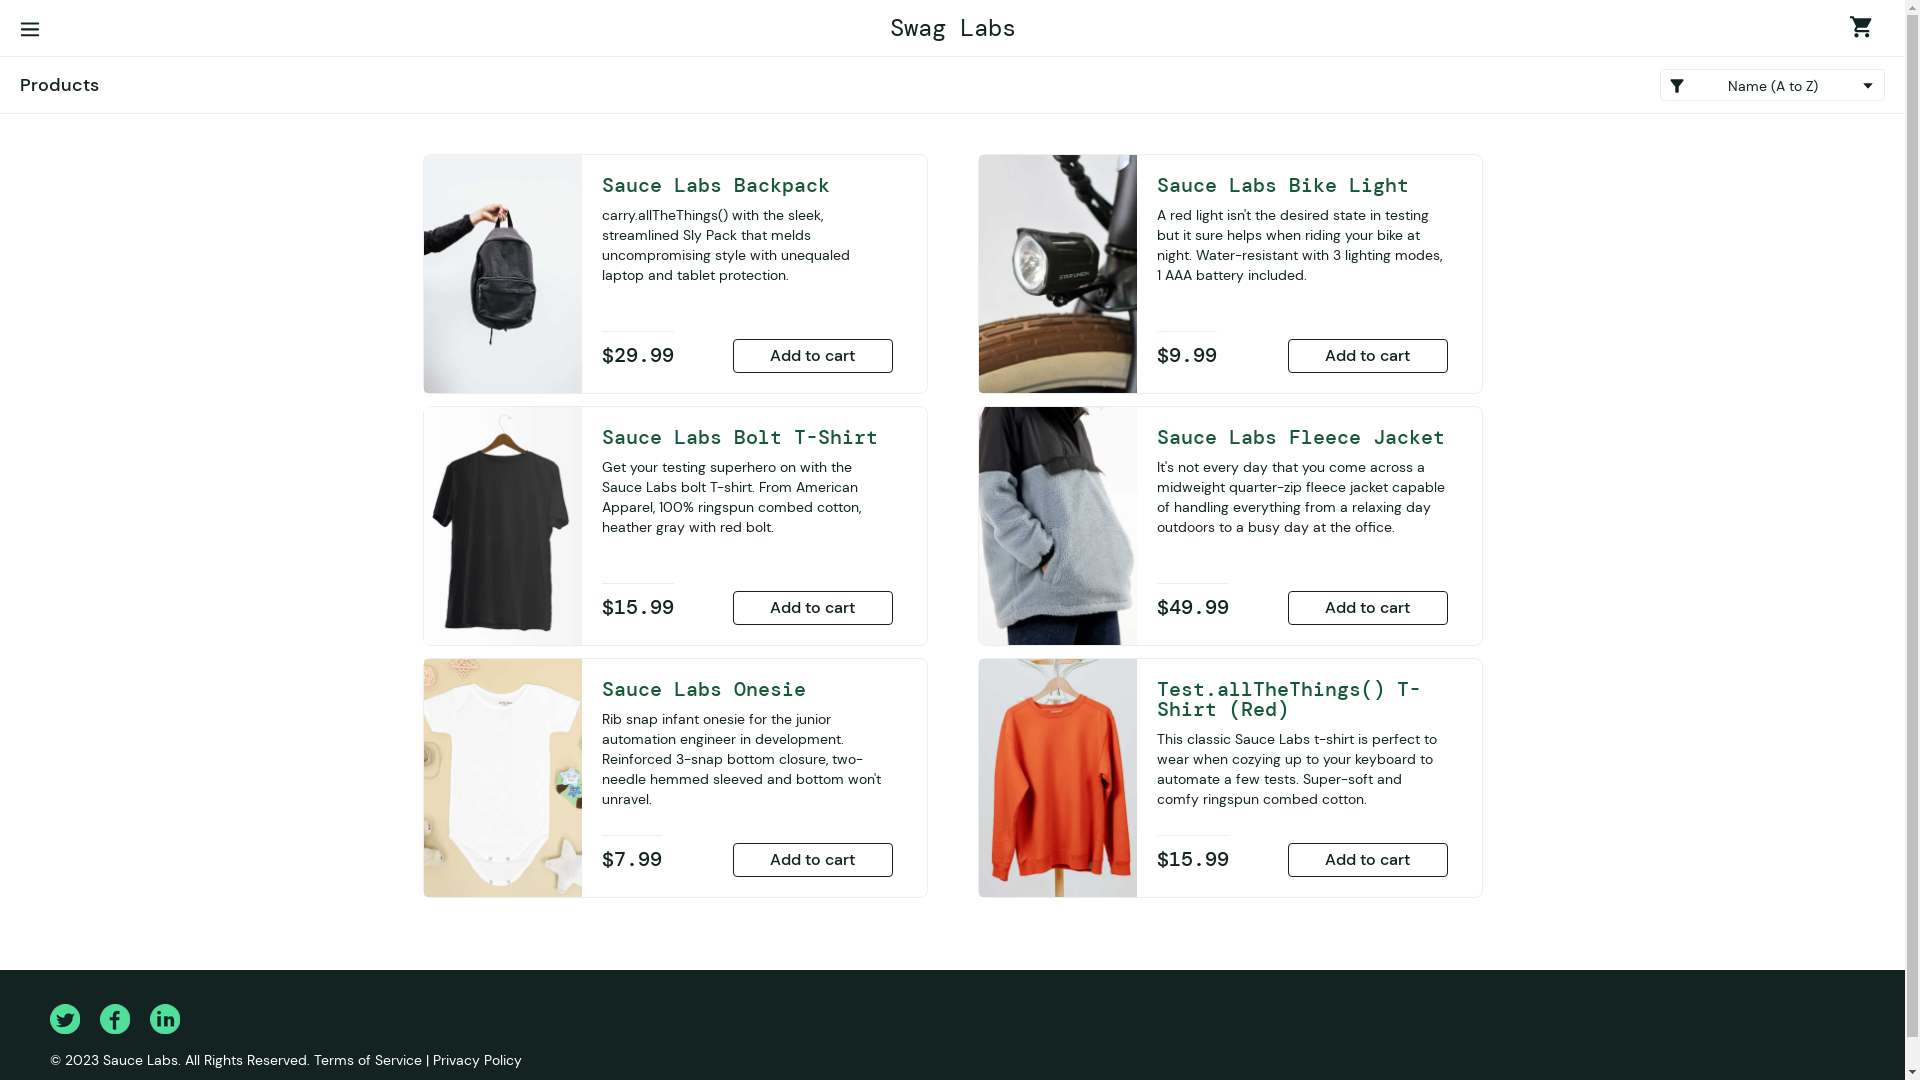 Swag Labs
Products
Name (A to Z)
Sauce Labs Backpack
carry.allTheThings() with the sleek,
streamlined Sly Pack that melds
uncompromising style with unequaled
laptop and tablet protection.
$29.99
Add to cart
Sauce Labs Bike Light
A red light isn't the desired state in testing
but it sure helps when riding your bike at
night. Water-resistant with 3 lighting modes,
1 AAA battery included.
$9.99
Add to cart
Sauce Labs Bolt T-Shirt
Get your testing superhero on with the
Sauce Labs bolt T-shirt. From American
Apparel, 100% ringspun combed cotton,
heather gray with red bolt.
$15.99
Add to cart
Sauce Labs Fleece Jacket
It's not every day that you come across a
midweight quarter-zip fleece jacket capable
of handling everything from a relaxing day
outdoors to a busy day at the office.
$49.99
Add to cart
Sauce Labs Onesie
Rib snap infant onesie for the junior
automation engineer in development.
Reinforced 3-snap bottom closure, two-
needle hemmed sleeved and bottom won't
unravel.
$7.99
Add to cart
Test.allTheThings() T-
Shirt (Red)
This classic Sauce Labs t-shirt is perfect to
wear when cozying up to your keyboard to
automate a few tests. Super-soft and
comfy ringspun combed cotton.
$15.99
Add to cart
© 2023 Sauce Labs. All Rights Reserved. Terms of Service | Privacy Policy